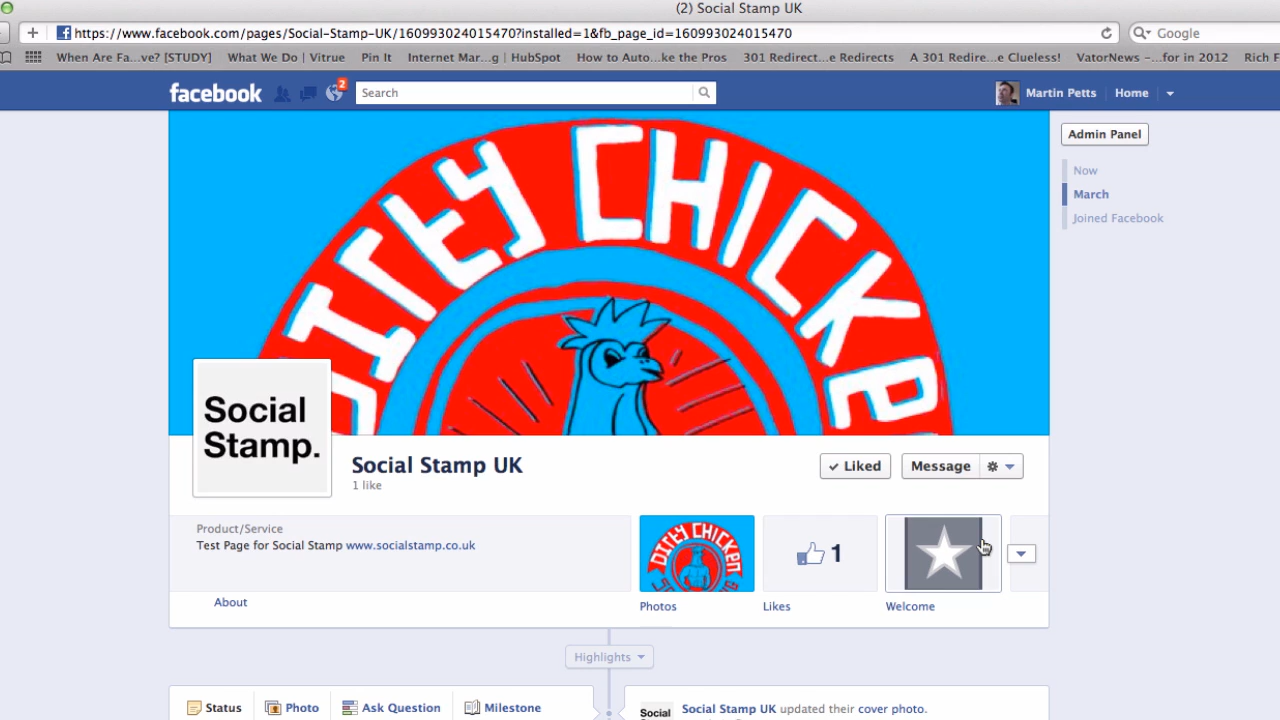 (2) Social Stamp UK
https://www.facebook.com/pages/Social-Stamp-UK/160993024015470?installed=1&fb_page_id=160993024015470
Google
When Are Fa...ve? [STUDY] What We Do | Vitrue Pin It Internet Mar...g | HubSpot How to Auto...ke the Pros 301 Redirect...e Redirects A 301 Redire...e Clueless! VatorNews -...for in 2012 Rich F
facebook
2
Search
Martin Petts Home
Admin Panel
Now
March
Joined Facebook
DIRTY CHICKE
Social
Stamp.
Social Stamp UK
1 like
Liked
Message
Product/Service
Test Page for Social Stamp www.socialstamp.co.uk
About
DIRTY CHICKEN
1
Photos
Likes
Welcome
Highlights
Status Photo Ask Question Milestone
Social
Social Stamp UK updated their cover photo.